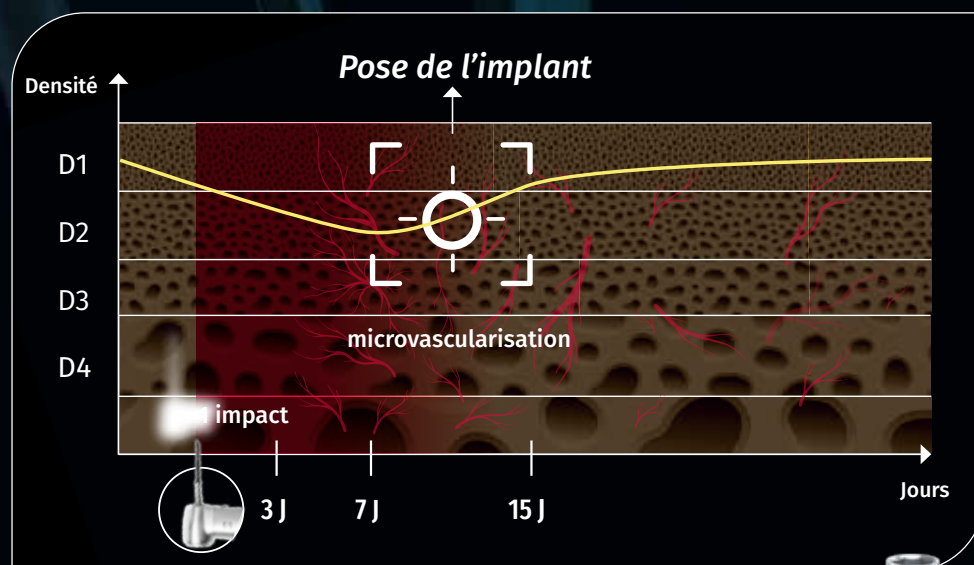 Pose de l’implant
Densité
D1
D2
D3
D4
microvascularisation
1 impact
3 J
7 J
15 J
Jours